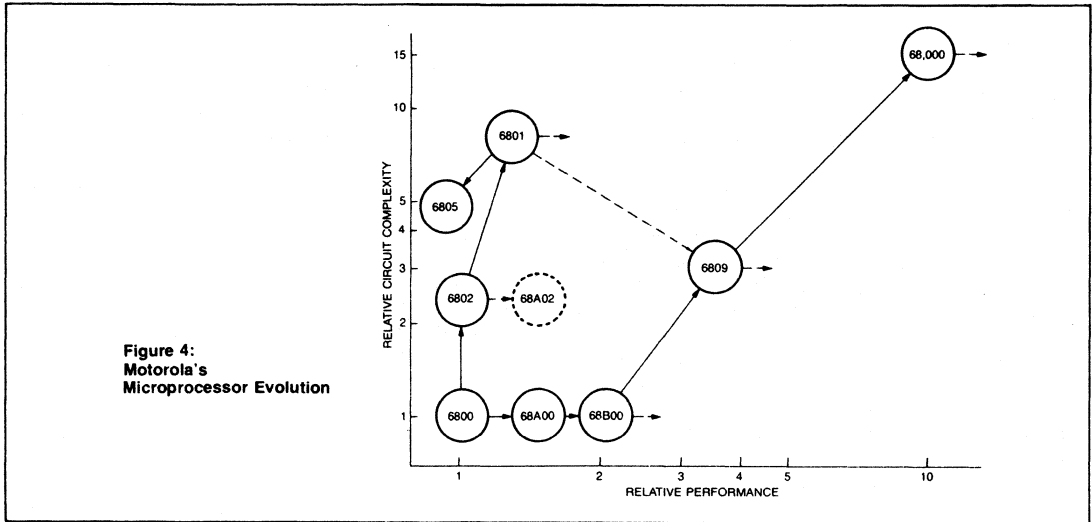 15
10
5
4
3
2
1
RELATIVE CIRCUIT COMPLEXITY
68,000
6801
6805
6809
6802
68A02
6800
68A00
68B00
1
2
3
4
5
10
RELATIVE PERFORMANCE
Figure 4:
Motorola's
Microprocessor Evolution